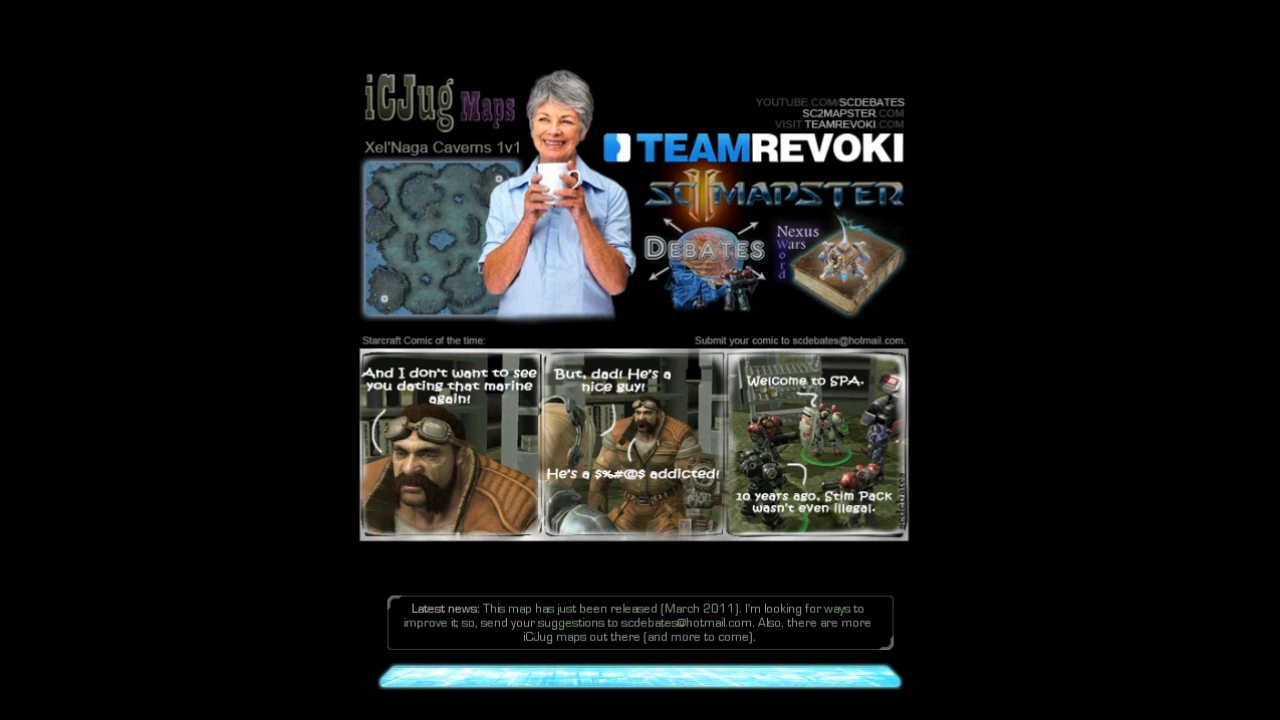 iCJug Maps
Xel'Naga Caverns 1v1
YOUTUBE.COM/SCDEBATES
SC2MAPSTER.COM
VISIT TEAMREVOKI.COM
TEAMREVOKI
SCIIMAPSTER
DEBATES
Nexus
Wars
Word
Starcraft Comic of the time:
Submit your comic to scdebates@hotmail.com.
And I don't want to see
you dating that marine
again!
But, dad! He's a
nice guy!
He's a $%#@$ addicted!
Welcome to SPA.
10 years ago, Stim Pack
wasn't even illegal.
scdebates
Latest news: This map has just been released (March 2011). I'm looking for ways to
improve it; so, send your suggestions to scdebates@hotmail.com. Also, there are more
iCJug maps out there (and more to come).